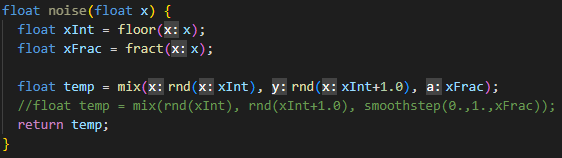 float noise(float x) {
  float xInt = floor(x: x);
  float xFrac = fract(x: x);

  float temp = mix(x: rnd(x: xInt), y: rnd(x: xInt+1.0), a: xFrac);
  //float temp = mix(rnd(xInt), rnd(xInt+1.0), smoothstep(0.,1.,xFrac));
  return temp;
}